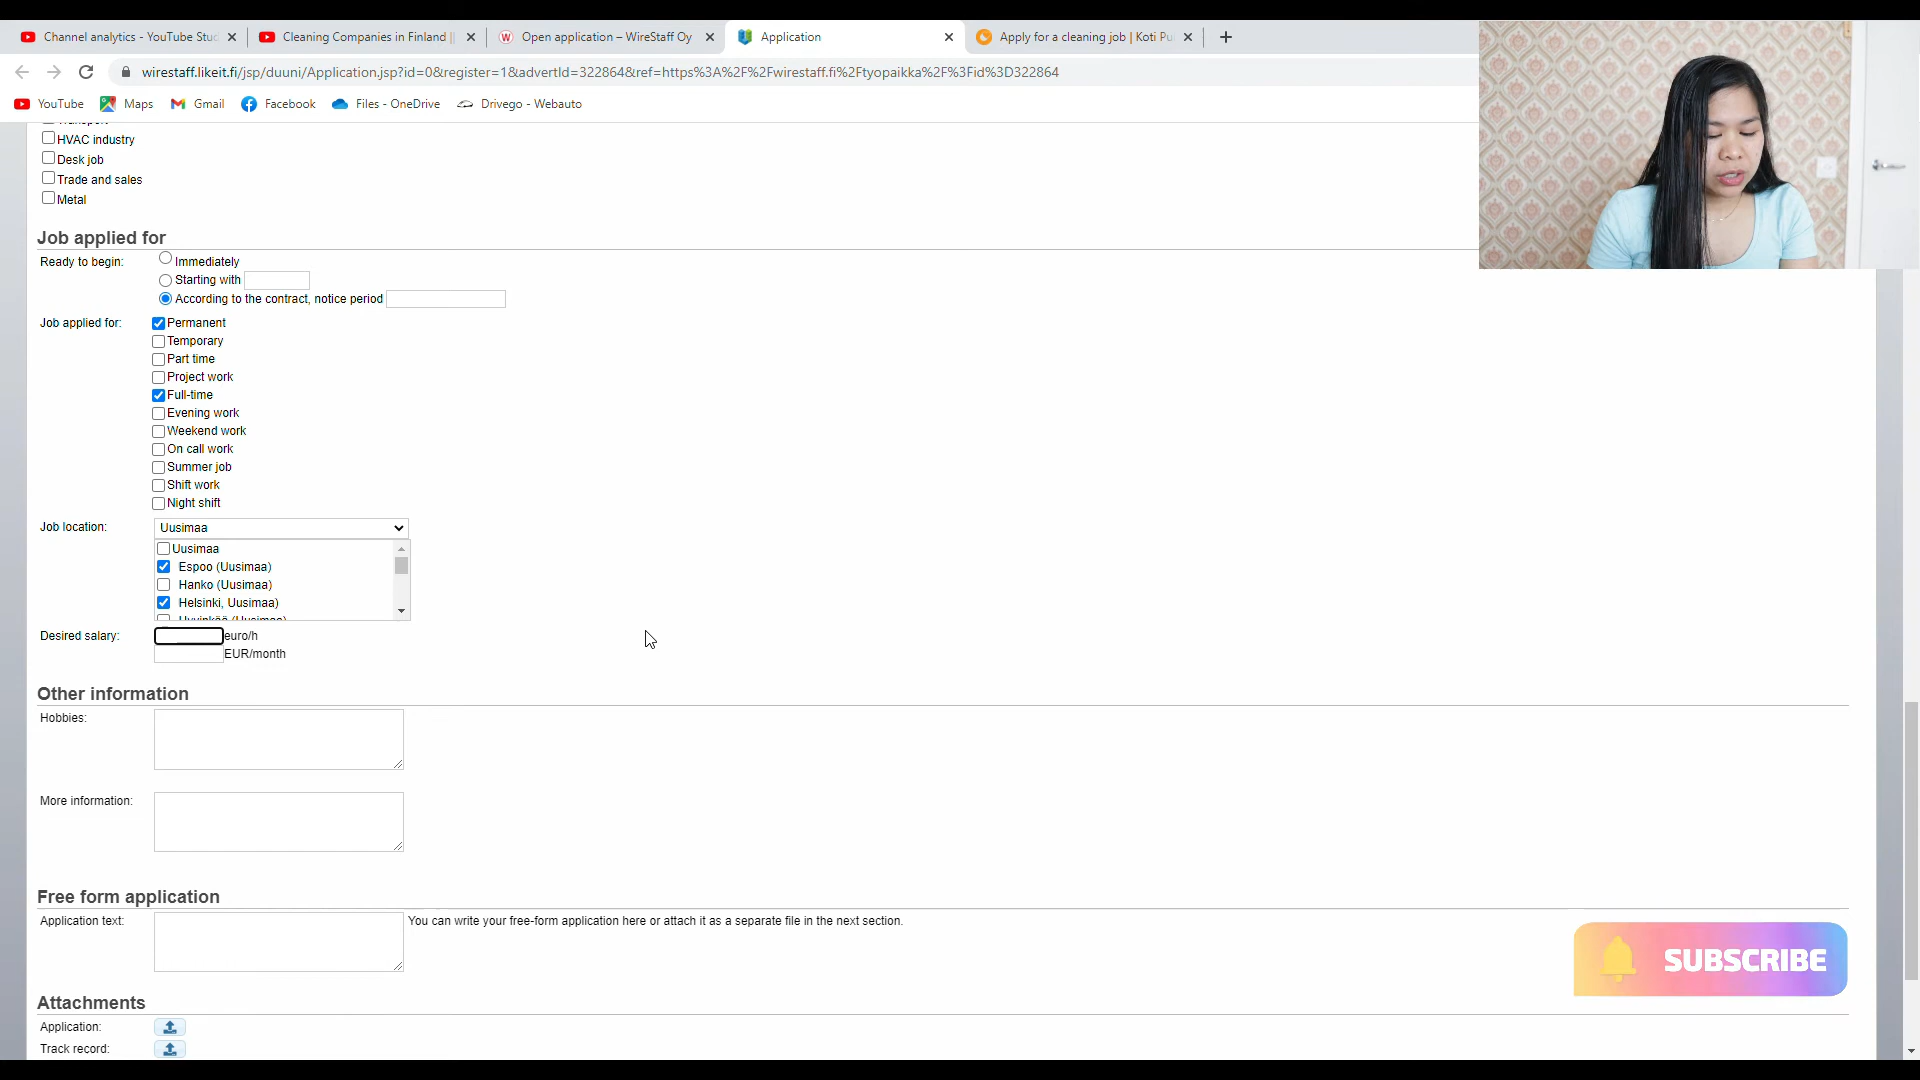 Channel analytics - YouTube Stu
Cleaning Companies in Finland ||
Open application – WireStaff Oy
Application
Apply for a cleaning job | Koti Pu
wirestaff.likeit.fi/jsp/duuni/Application.jsp?id=0&register=1&advertId=322864&ref=https%3A%2F%2Fwirestaff.fi%2Ftyopaikka%2F%3Fid%3D322864
YouTube Maps Gmail Facebook Files - OneDrive Drivego - Webauto
Transport
HVAC industry
Desk job
Trade and sales
Metal
Job applied for
Ready to begin: Immediately
Starting with
According to the contract, notice period
Job applied for: Permanent
Temporary
Part time
Project work
Full-time
Evening work
Weekend work
On call work
Summer job
Shift work
Night shift
Job location: Uusimaa
Uusimaa
Espoo (Uusimaa)
Hanko (Uusimaa)
Helsinki, Uusimaa)
Hyvinkää (Uusimaa)
Desired salary: euro/h
EUR/month
Other information
Hobbies:
More information:
Free form application
Application text: You can write your free-form application here or attach it as a separate file in the next section.
SUBSCRIBE
Attachments
Application:
Track record: